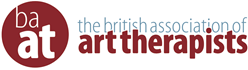 ba
at
the british association of
art therapists